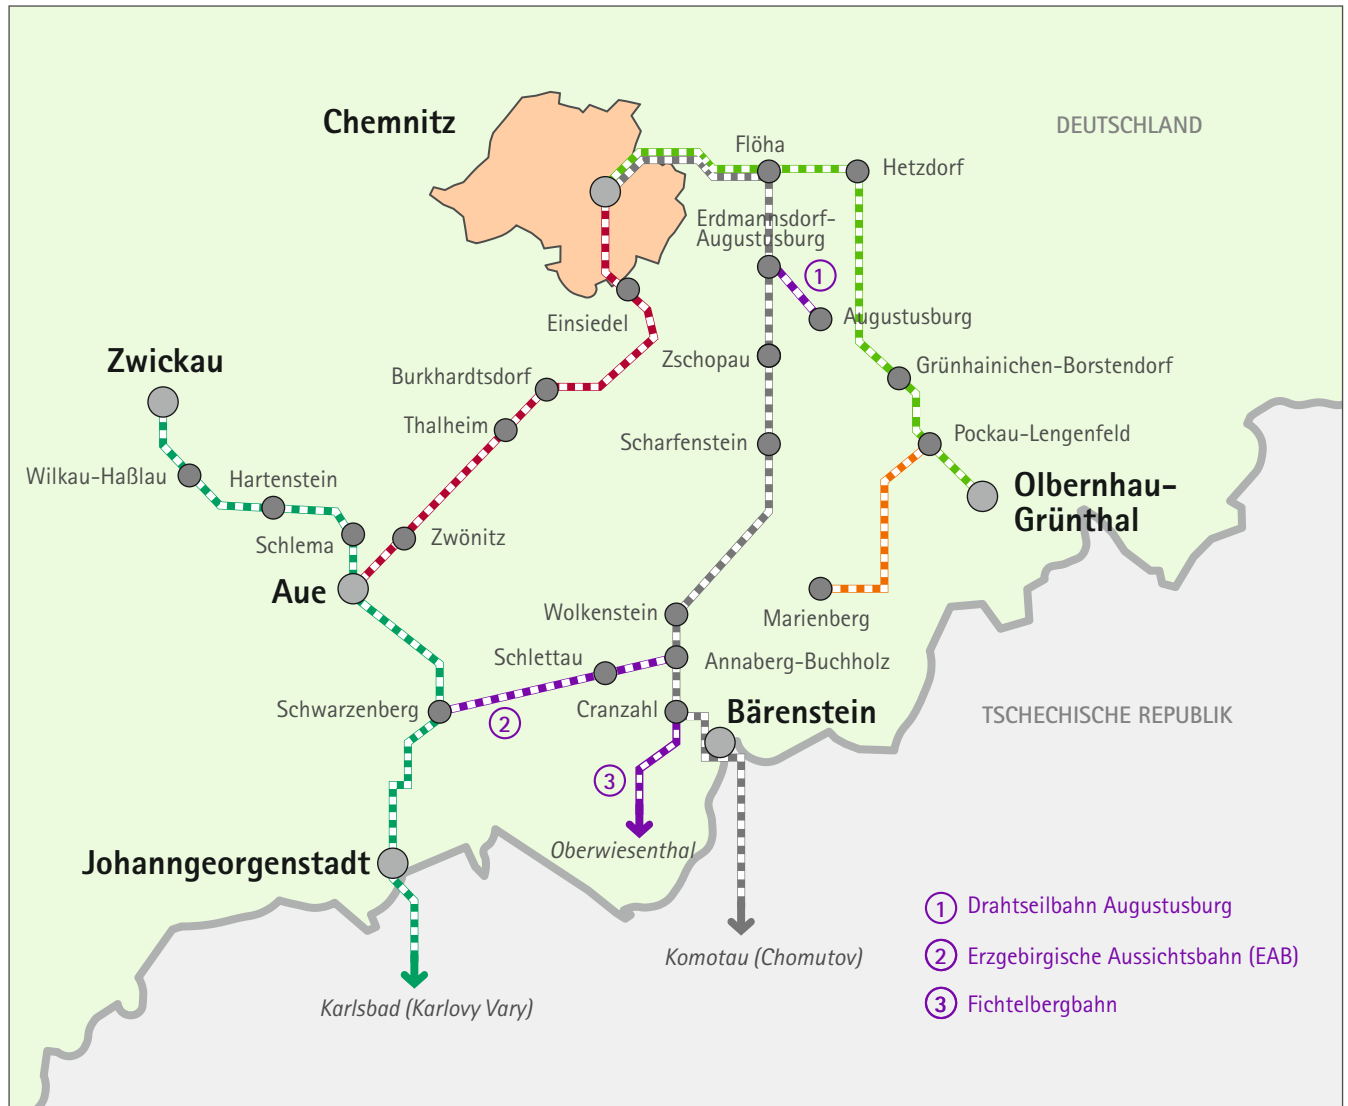 Chemnitz
DEUTSCHLAND
Flöha
Hetzdorf
Erdmannsdorf-
Augustusburg
1
Augustusburg
Einsiedel
Zschopau
Zwickau
Burkhardtsdorf
Grünhainichen-Borstendorf
Thalheim
Scharfenstein
Pockau-Lengenfeld
Wilkau-Haßlau
Hartenstein
Olbernhau-
Grünthal
Schlema
Zwönitz
Aue
Wolkenstein
Marienberg
Schlettau
Annaberg-Buchholz
Schwarzenberg
2
Cranzahl
Bärenstein
TSCHECHISCHE REPUBLIK
3
Oberwiesenthal
Johanngeorgenstadt
Komotau (Chomutov)
Karlsbad (Karlovy Vary)
1 Drahtseilbahn Augustusburg
2 Erzgebirgische Aussichtsbahn (EAB)
3 Fichtelbergbahn